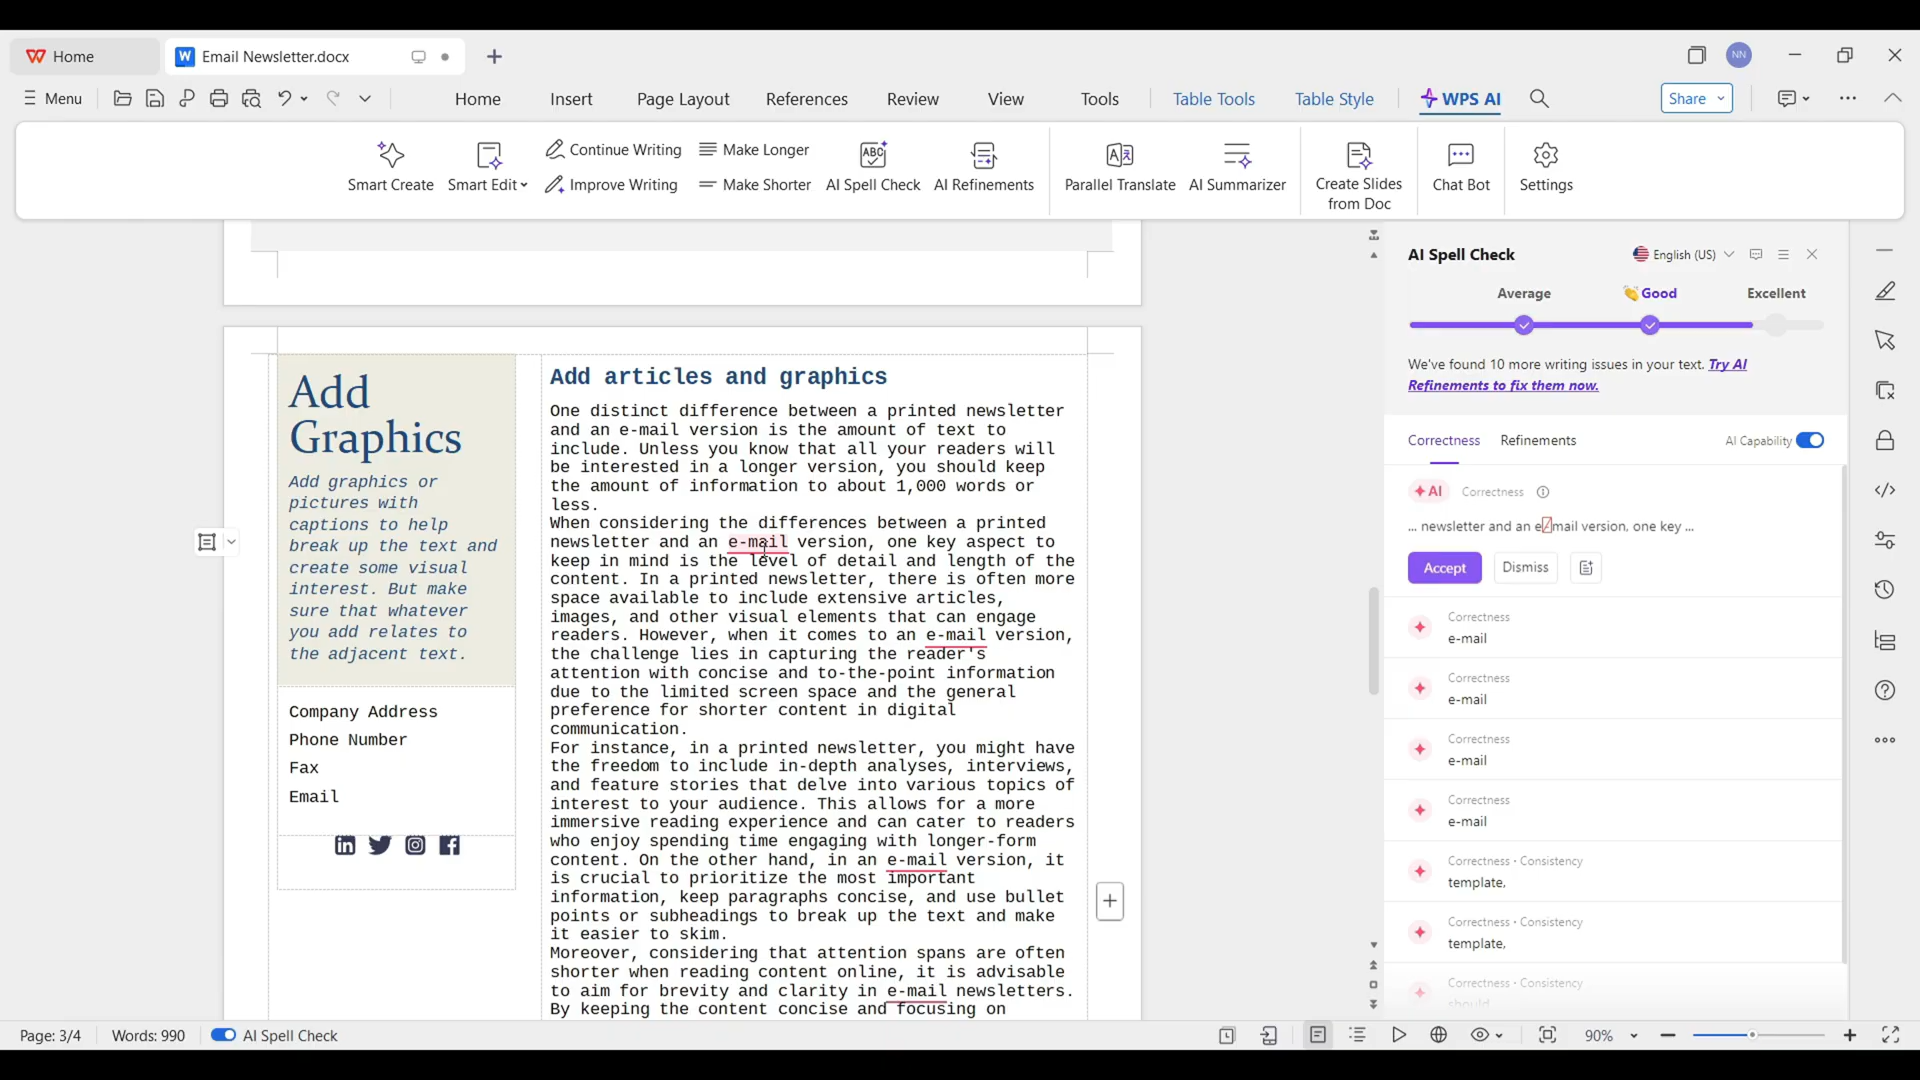 Home
Email Newsletter.docx
NN
Menu
Home
Insert
Page Layout
References
Review
View
Tools
Table Tools
Table Style
WPS AI
Share
Smart Create
Smart Edit
Continue Writing
Improve Writing
Make Longer
Make Shorter
ABC
AI Spell Check
AI Refinements
Parallel Translate
AI Summarizer
Create Slides
from Doc
Chat Bot
Settings
Add
Graphics
Add graphics or
pictures with
captions to help
break up the text and
create some visual
interest. But make
sure that whatever
you add relates to
the adjacent text.
Company Address
Phone Number
Fax
Email
Add articles and graphics
One distinct difference between a printed newsletter
and an e-mail version is the amount of text to
include. Unless you know that all your readers will
be interested in a longer version, you should keep
the amount of information to about 1,000 words or
less.
When considering the differences between a printed
newsletter and an e-mail version, one key aspect to
keep in mind is the level of detail and length of the
content. In a printed newsletter, there is often more
space available to include extensive articles,
images, and other visual elements that can engage
readers. However, when it comes to an e-mail version,
the challenge lies in capturing the reader's
attention with concise and to-the-point information
due to the limited screen space and the general
preference for shorter content in digital
communication.
For instance, in a printed newsletter, you might have
the freedom to include in-depth analyses, interviews,
and feature stories that delve into various topics of
interest to your audience. This allows for a more
immersive reading experience and can cater to readers
who enjoy spending time engaging with longer-form
content. On the other hand, in an e-mail version, it
is crucial to prioritize the most important
information, keep paragraphs concise, and use bullet
points or subheadings to break up the text and make
it easier to skim.
Moreover, considering that attention spans are often
shorter when reading content online, it is advisable
to aim for brevity and clarity in e-mail newsletters.
By keeping the content concise and focusing on
AI Spell Check
English (US)
Average
Good
Excellent
We've found 10 more writing issues in your text. Try AI
Refinements to fix them now.
Correctness
Refinements
AI Capability
AI Correctness
... newsletter and an e-mail version, one key ...
Accept
Dismiss
Correctness
e-mail
Correctness
e-mail
Correctness
e-mail
Correctness
e-mail
Correctness · Consistency
template,
Correctness · Consistency
template,
Correctness · Consistency
should
Page: 3/4
Words: 990
AI Spell Check
90%